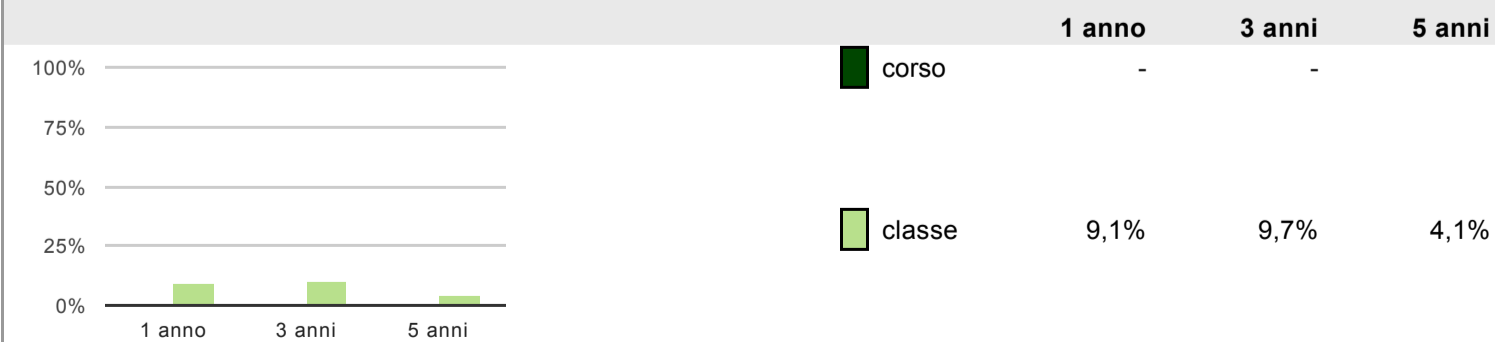 1 anno 3 anni 5 anni
100%
75%
50%
25%
0%
1 anno 3 anni 5 anni
corso - -
classe 9,1% 9,7% 4,1%